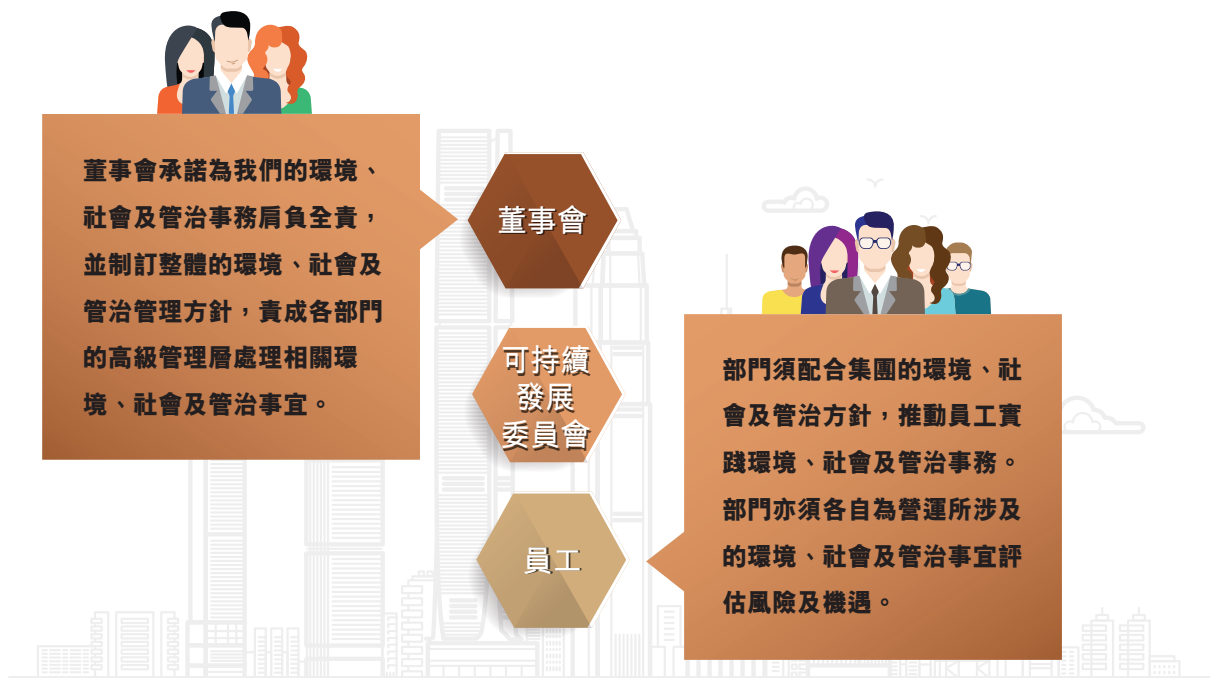 董事會承諾為我們的環境、
社會及管治事務肩負全責，
並制訂整體的環境、社會及
管治管理方針，責成各部門
的高級管理層處理相關環
境、社會及管治事宜。
董事會
可持續
發展
委員會
員工
部門須配合集團的環境、社
會及管治方針，推動員工實
踐環境、社會及管治事務。
部門亦須各自為營運所涉及
的環境、社會及管治事宜評
估風險及機遇。